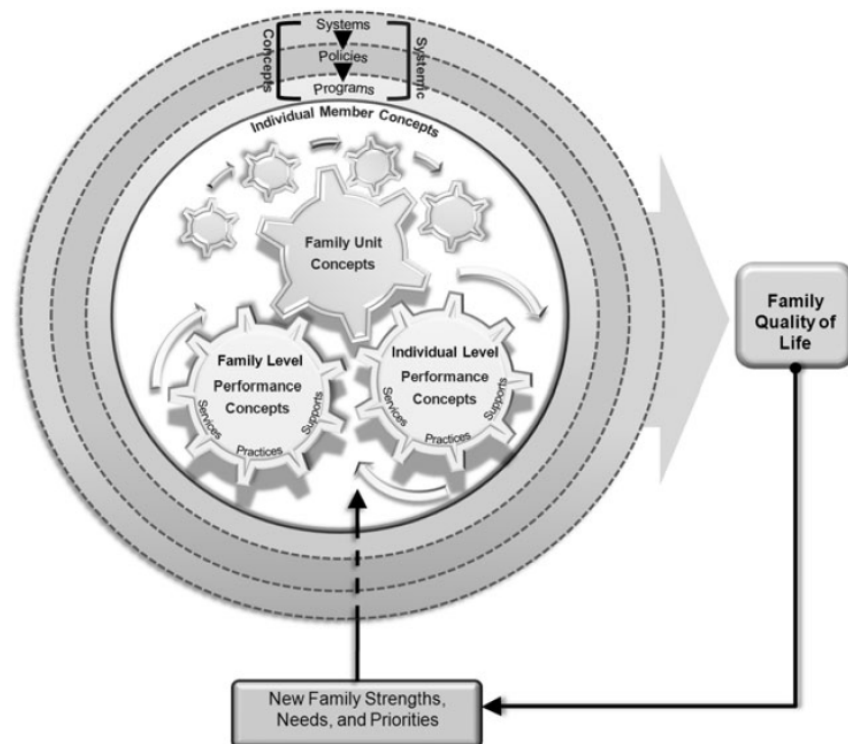 Systems
Policies
Programs
Concepts
Systemic
Individual Member Concepts
Family Unit
Concepts
Family Level
Performance
Concepts
Services
Practices
Supports
Individual Level
Performance
Concepts
Services
Practices
Supports
Family
Quality of
Life
New Family Strengths,
Needs, and Priorities